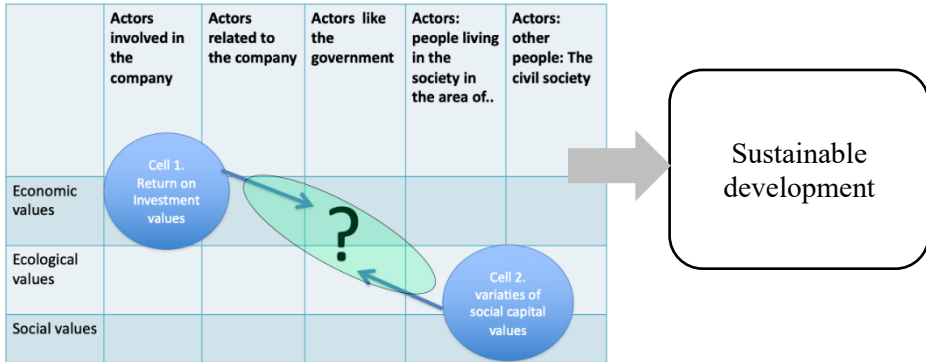 Actors
involved in
the
company
Actors
related to
the company
Actors like
the
government
Actors:
people living
in the
society in
the area of..
Actors:
other
people: The
civil society
Cell 1.
Return on
Investment
values
Economic
values
?
Ecological
values
Cell 2.
variaties of
social capital
values
Social values
Sustainable
development